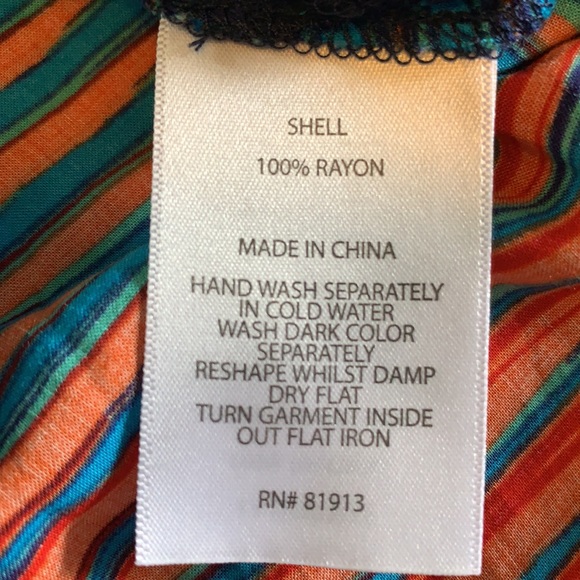 SHELL
100% RAYON
MADE IN CHINA
HAND WASH SEPARATELY
IN COLD WATER
WASH DARK COLOR
SEPARATELY
RESHAPE WHILST DAMP
DRY FLAT
TURN GARMENT INSIDE
OUT FLAT IRON
RN# 81913